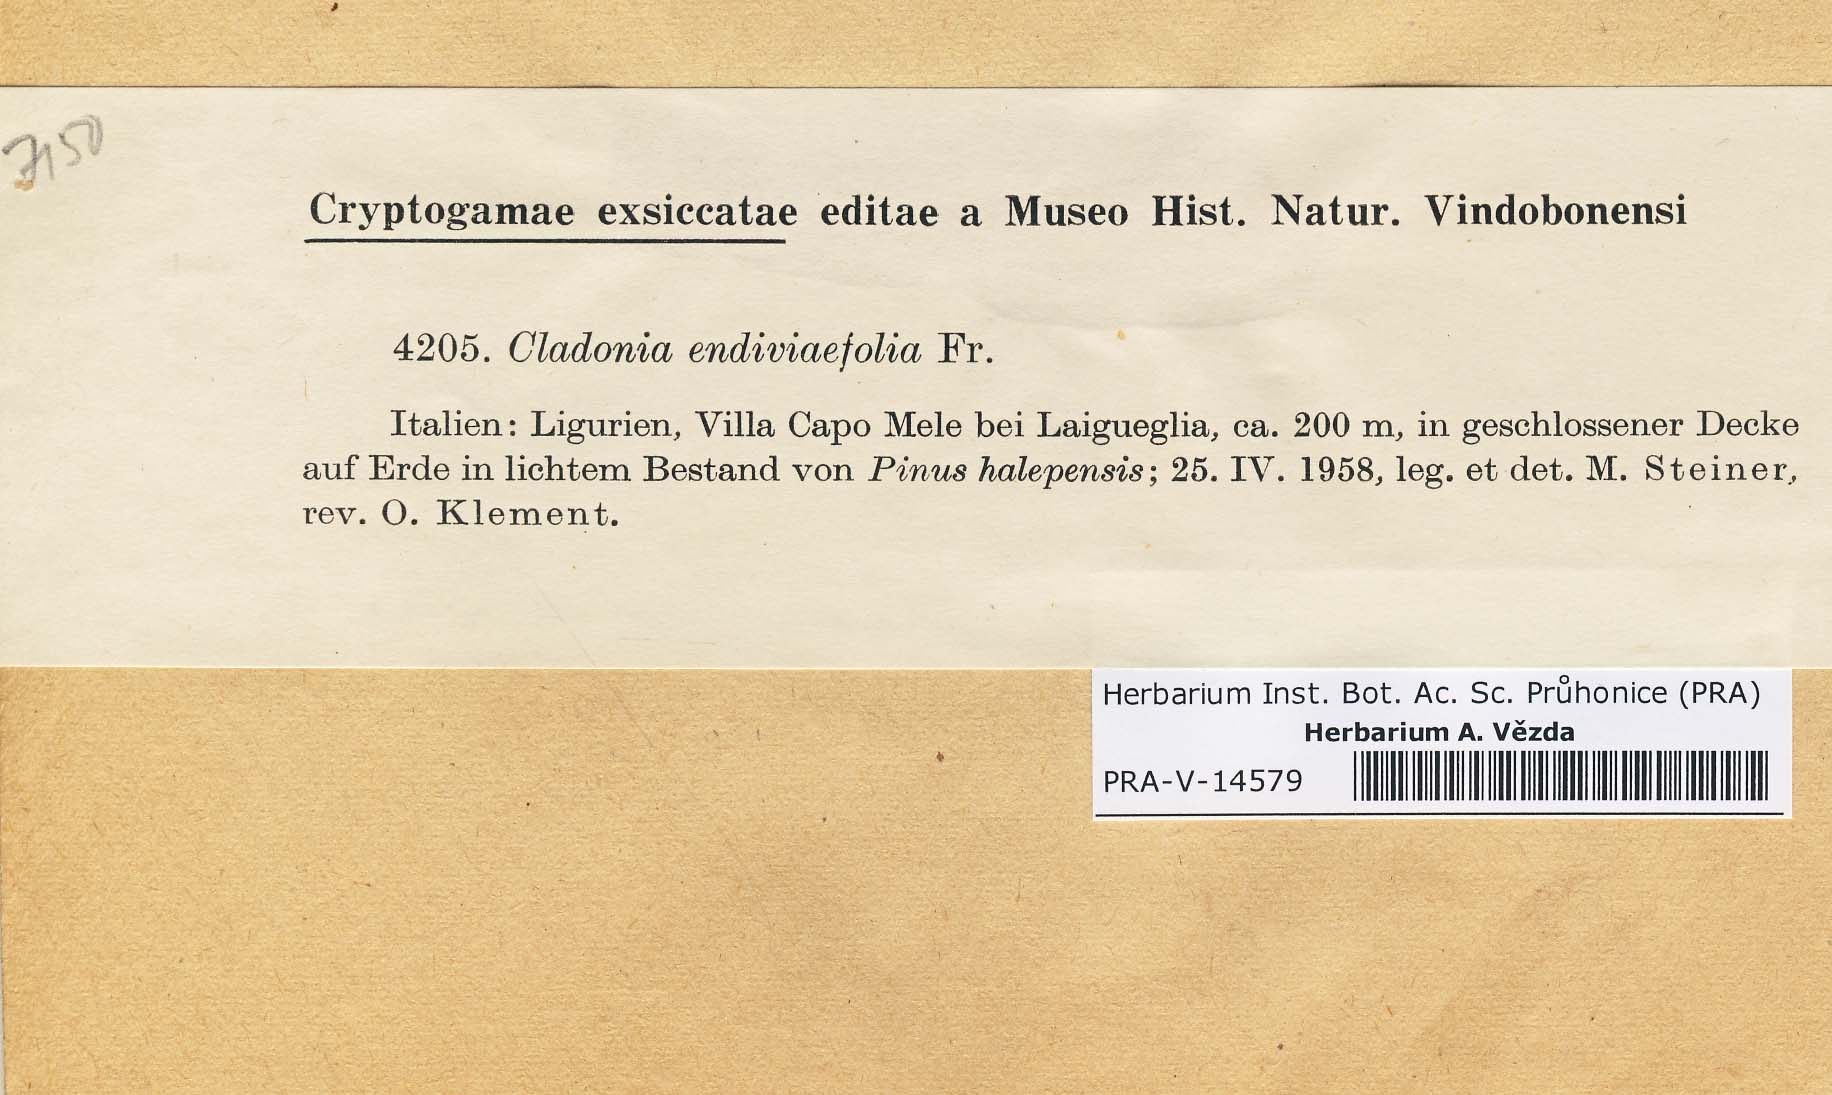 7150
Cryptogamae exsiccatae editae a Museo Hist. Natur. Vindobonensi
4205. Cladonia endiviaefolia Fr.
Italien: Ligurien, Villa Capo Mele bei Laigueglia, ca. 200 m, in geschlossener Decke
auf Erde in lichtem Bestand von Pinus halepensis; 25. IV. 1958, leg. et det. M. Steiner,
rev. O. Klement.
Herbarium Inst. Bot. Ac. Sc. Průhonice (PRA)
Herbarium A. Vězda
PRA-V-14579